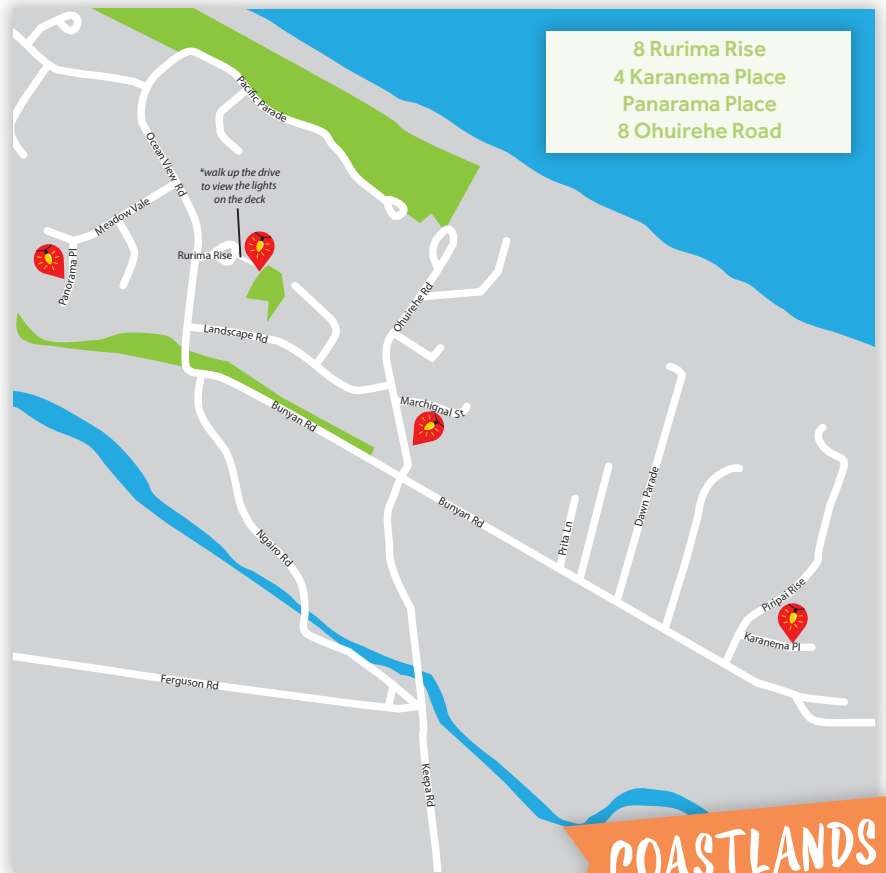 8 Rurima Rise
4 Karanema Place
Panarama Place
8 Ohuirehe Road
Pacific Parade
Ocean View Rd
*walk up the drive
to view the lights
on the deck
Meadow Vale
Rurima Rise
Panorama Pl
Ohuirehe Rd
Landscape Rd
Marchignal St
Bunyan Rd
Bunyan Rd
Dawn Parade
Prita Ln
Ngairo Rd
Piripai Rise
Karanema Pl
Ferguson Rd
Keepa Rd
COASTLANDS